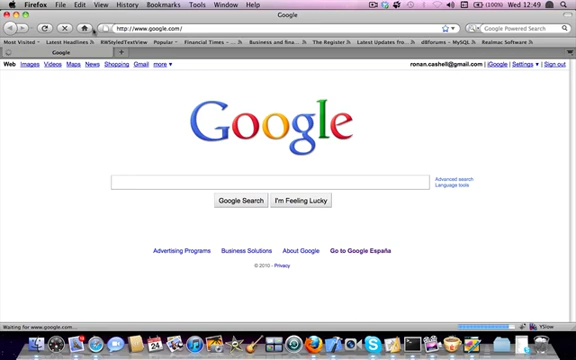 Firefox File Edit View History Bookmarks Tools Window Help Wed 12:49
Google
http://www.google.com/ Google Powered Search
Most Visited Latest Headlines RWStyledTextView Popular Financial Times ... Business and fina... The Register Latest Updates fro... dBforums - MySQL Realmac Software
Google
Web Images Videos Maps News Shopping Gmail more ronan.cashell@gmail.com | iGoogle | Settings | Sign out
Google
Advanced search
Language tools
Google Search I'm Feeling Lucky
Advertising Programs Business Solutions About Google Go to Google España
© 2010 - Privacy
Waiting for www.google.com... YSlow
24